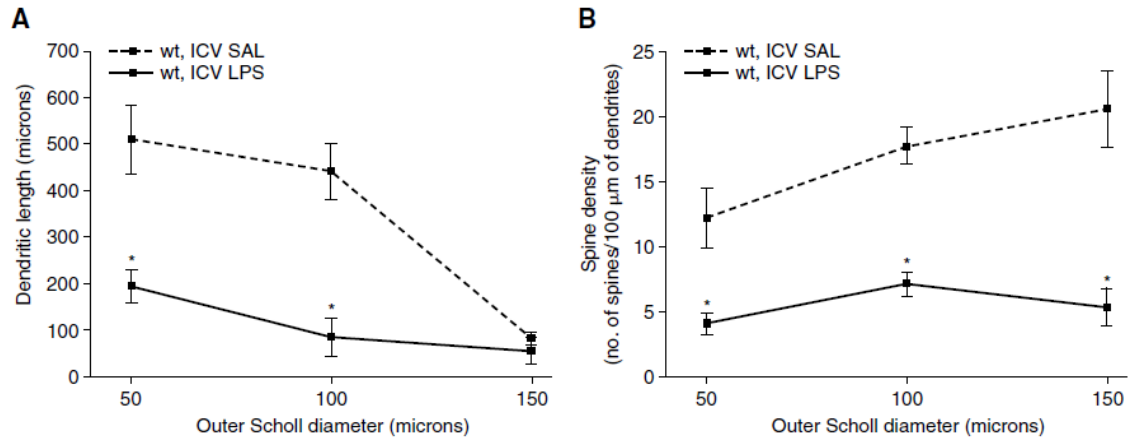 A
wt, ICV SAL
wt, ICV LPS
Dendritic length (microns)
700
600
500
400
300
200
100
0
*
*
50
100
150
Outer Scholl diameter (microns)
B
wt, ICV SAL
wt, ICV LPS
Spine density
(no. of spines/100 μm of dendrites)
25
20
15
10
5
0
*
*
*
50
100
150
Outer Scholl diameter (microns)